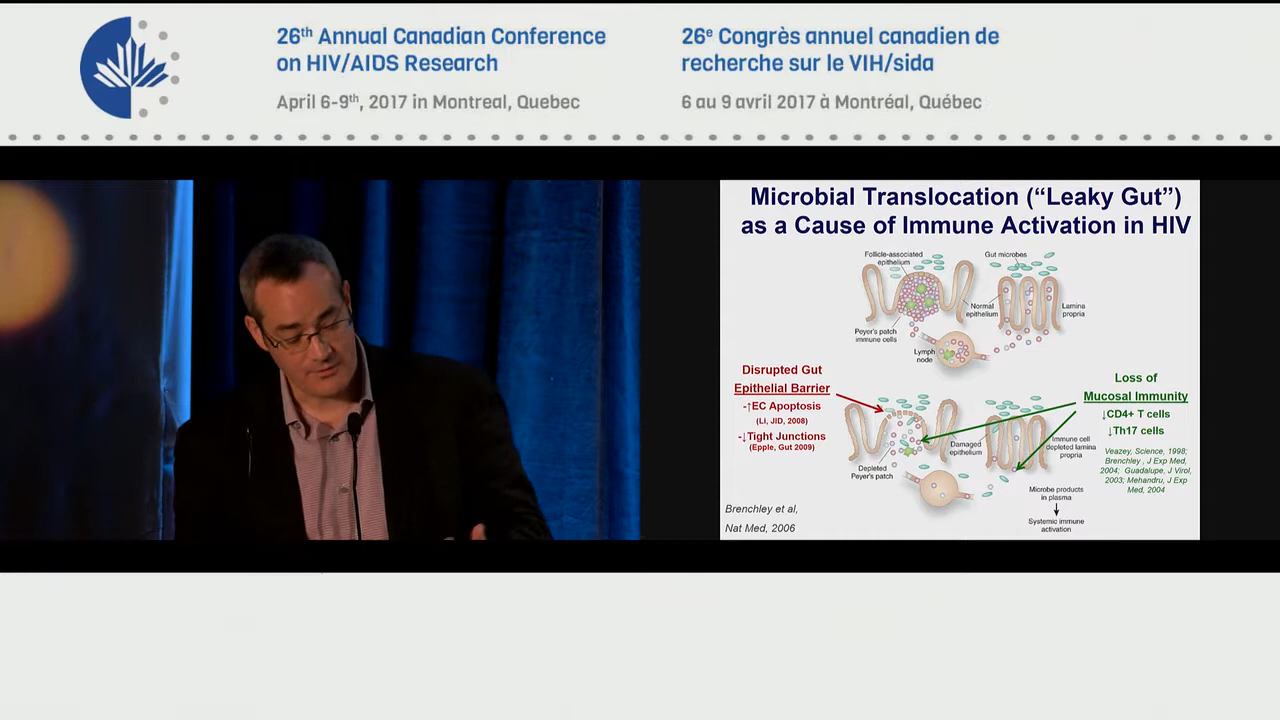 26th Annual Canadian Conference
on HIV/AIDS Research
April 6-9th, 2017 in Montreal, Quebec
26e Congrès annuel canadien de
recherche sur le VIH/sida
6 au 9 avril 2017 à Montréal, Québec
Microbial Translocation (“Leaky Gut”)
as a Cause of Immune Activation in HIV
Follicle-associated
epithelium
Gut microbes
Normal
epithelium
Lamina
propria
Peyer's patch
immune cells
Lymph
node
Disrupted Gut
Epithelial Barrier
-↑EC Apoptosis
(Li, JID, 2008)
-↓Tight Junctions
(Epple, Gut 2009)
Loss of
Mucosal Immunity
↓CD4+ T cells
↓Th17 cells
Veazey, Science, 1998;
Brenchley , J Exp Med,
2004; Guadalupe, J Virol,
2003; Mehandru, J Exp
Med, 2004
Damaged
epithelium
Immune cell
depleted lamina
propria
Depleted
Peyer's patch
Microbe products
in plasma
Systemic immune
activation
Brenchley et al,
Nat Med, 2006